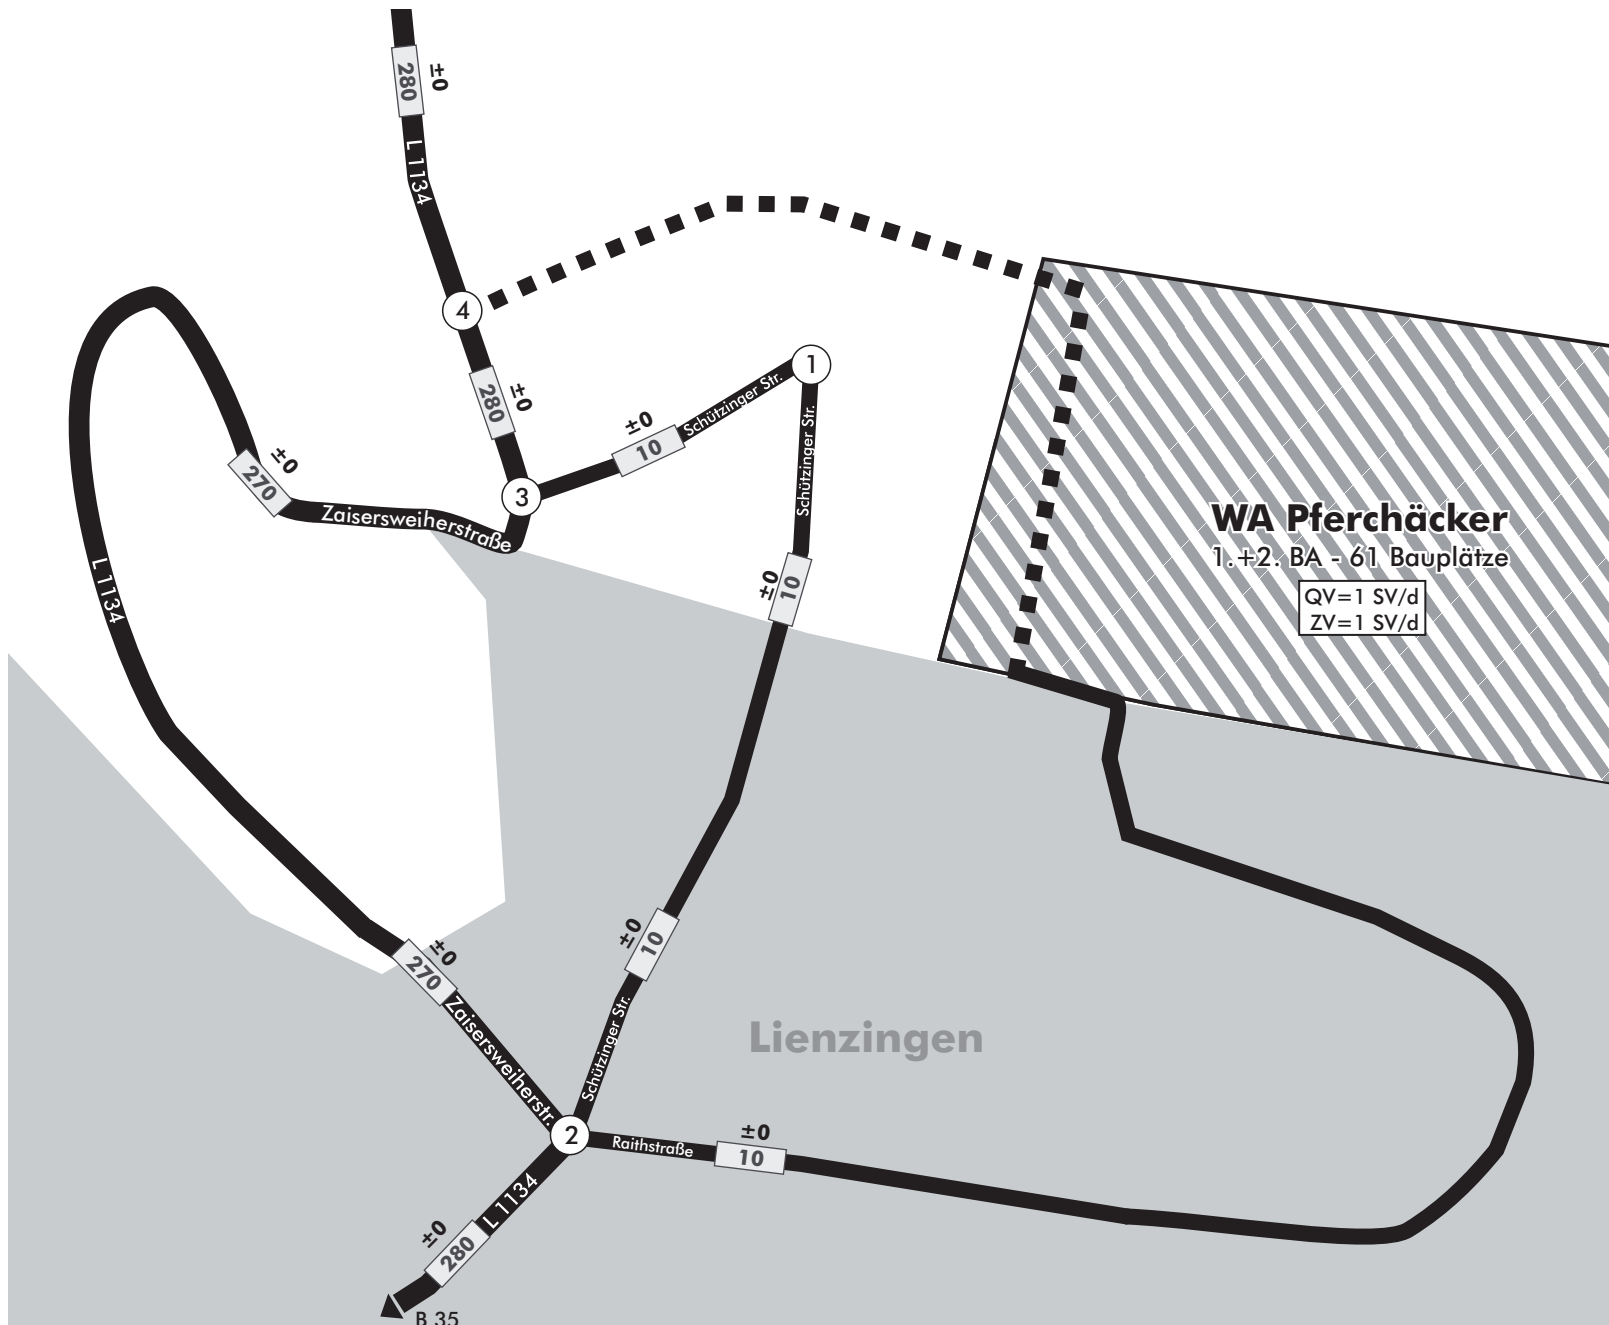 280
±0
L 1134
4
280
±0
1
Schützinger Str.
±0
10
Schützinger Str.
3
±0
270
Zaisersweiherstraße
WA Pferchäcker
1.+2. BA - 61 Bauplätze
QV=1 SV/d
ZV=1 SV/d
±0
10
L 1134
±0
10
±0
270
Zaisersweiherstr.
Schützinger Str.
Lienzingen
2
Raithstraße
±0
10
L 1134
±0
280
B 35